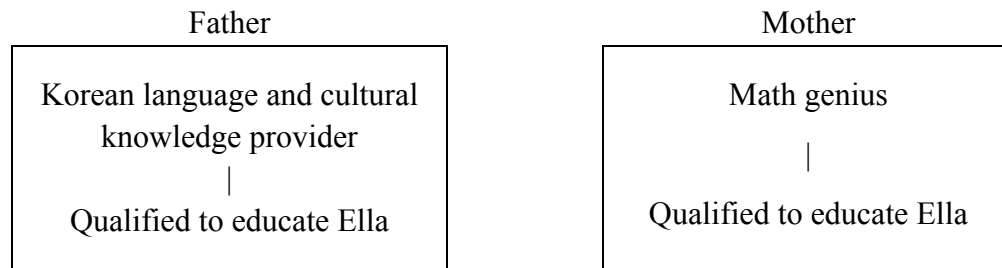 Father
Korean language and cultural
knowledge provider
|
Qualified to educate Ella
Mother
Math genius
|
Qualified to educate Ella